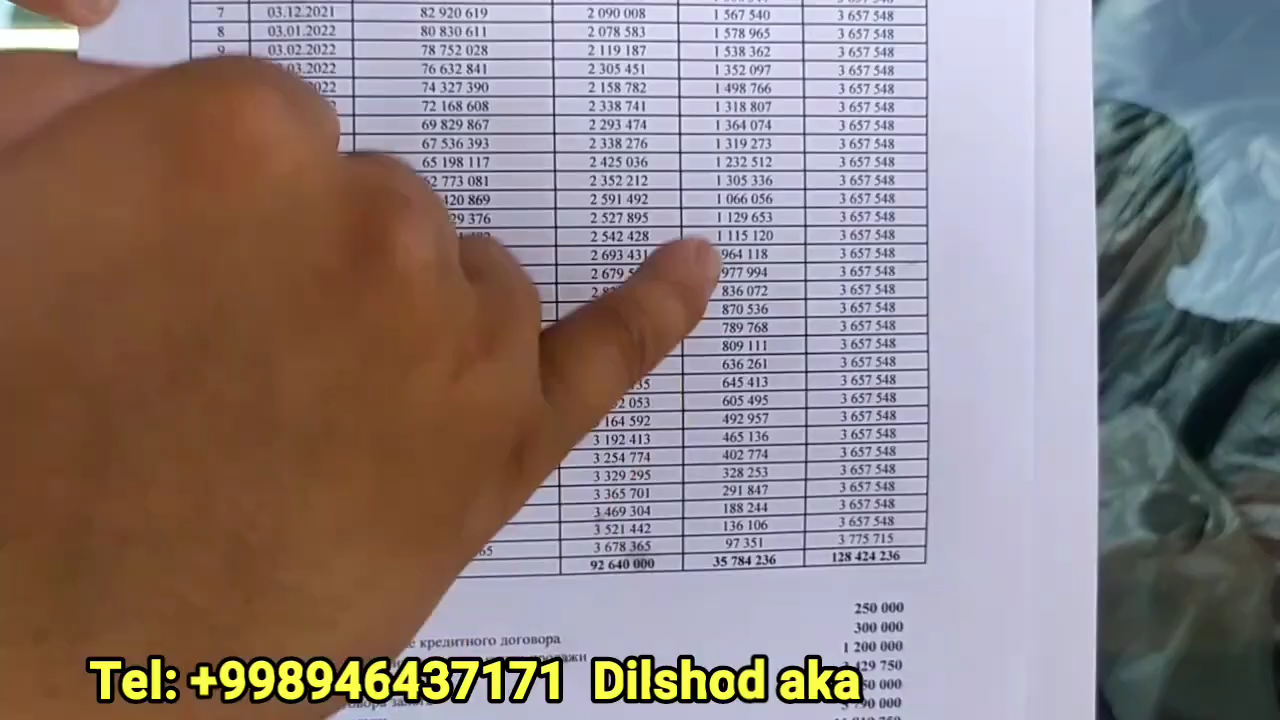 7 03.12.2021 82 920 619 2 090 008 1 567 540 3 657 548
8 03.01.2022 80 830 611 2 078 583 1 578 965 3 657 548
9 03.02.2022 78 752 028 2 119 187 1 538 362 3 657 548
03.2022 76 632 841 2 305 451 1 352 097 3 657 548
2022 74 327 390 2 158 782 1 498 766 3 657 548
72 168 608 2 338 741 1 318 807 3 657 548
69 829 867 2 293 474 1 364 074 3 657 548
67 536 393 2 338 276 1 319 273 3 657 548
65 198 117 2 425 036 1 232 512 3 657 548
62 773 081 2 352 212 1 305 336 3 657 548
420 869 2 591 492 1 066 056 3 657 548
29 376 2 527 895 1 129 653 3 657 548
2 542 428 1 115 120 3 657 548
2 693 431 964 118 3 657 548
2 679 977 994 3 657 548
836 072 3 657 548
870 536 3 657 548
789 768 3 657 548
809 111 3 657 548
636 261 3 657 548
35 645 413 3 657 548
2 053 605 495 3 657 548
164 592 492 957 3 657 548
3 192 413 465 136 3 657 548
3 254 774 402 774 3 657 548
3 329 295 328 253 3 657 548
3 365 701 291 847 3 657 548
3 469 304 188 244 3 657 548
3 521 442 136 106 3 657 548
365 3 678 365 97 351 3 775 715
92 640 000 35 784 236 128 424 236
250 000
е кредитного договора 300 000
1 200 000
429 750
Tel: +998946437171 Dilshod aka